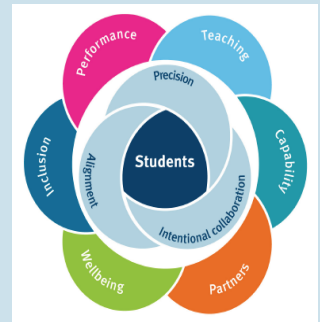 Performance
Teaching
Precision
Inclusion
Alignment
Students
Capability
Intentional collaboration
Wellbeing
Partners